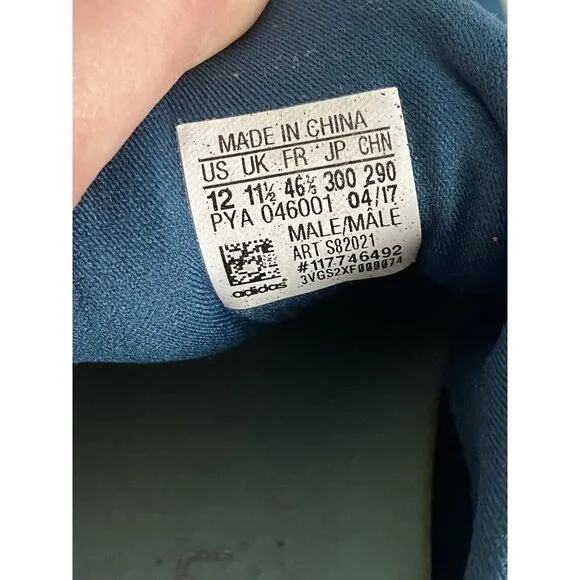 MADE IN CHINA
US UK FR JP CHN
12 11½ 46⅔ 300 290
PYA 046001 04/17
MALE/MÂLE
ART S82021
#117746492
3VGS2XF000074
adidas